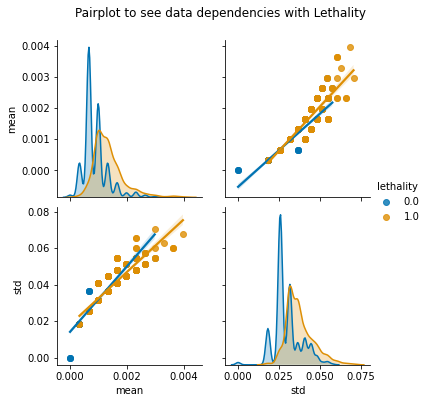 Pairplot to see data dependencies with Lethality
0.004
0.003
0.002
0.001
0.000
mean
lethality
0.0
1.0
0.08
0.06
0.04
0.02
0.00
std
0.000 0.002 0.004
mean
0.000 0.025 0.050 0.075
std